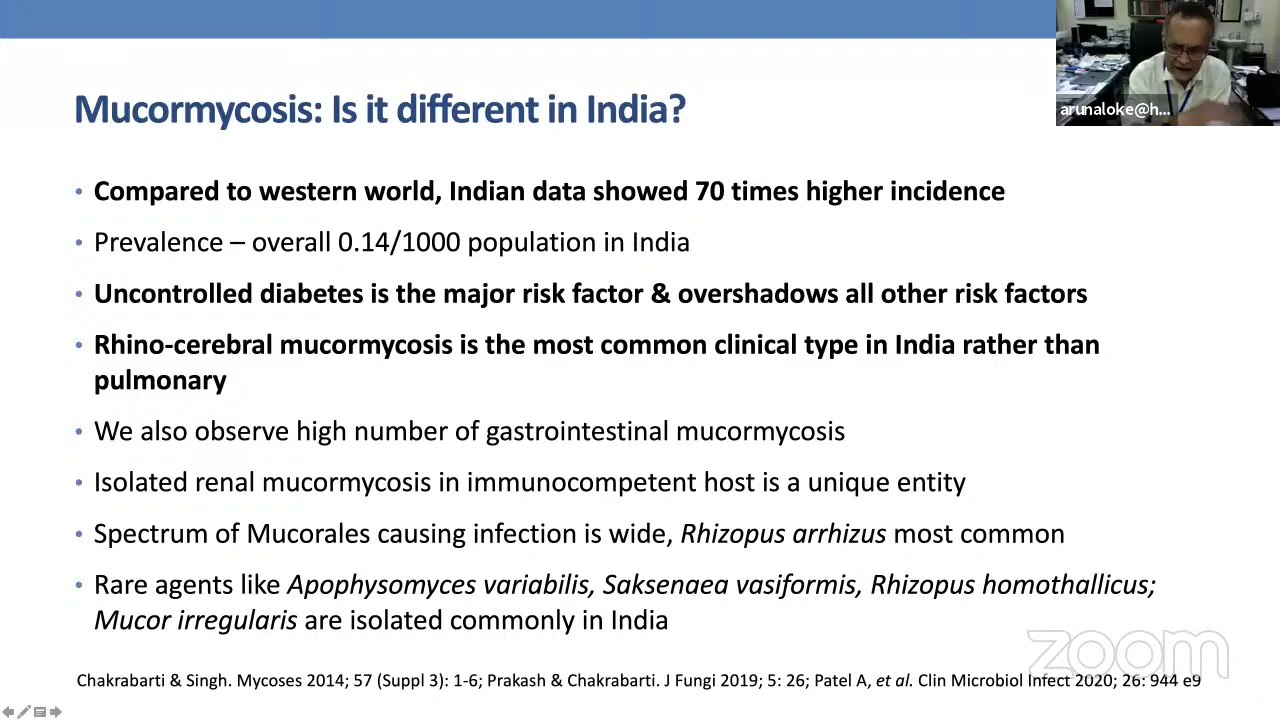 arunaloke@h...
Mucormycosis: Is it different in India?
• Compared to western world, Indian data showed 70 times higher incidence
• Prevalence – overall 0.14/1000 population in India
• Uncontrolled diabetes is the major risk factor & overshadows all other risk factors
• Rhino-cerebral mucormycosis is the most common clinical type in India rather than
pulmonary
• We also observe high number of gastrointestinal mucormycosis
• Isolated renal mucormycosis in immunocompetent host is a unique entity
• Spectrum of Mucorales causing infection is wide, Rhizopus arrhizus most common
• Rare agents like Apophysomyces variabilis, Saksenaea vasiformis, Rhizopus homothallicus;
Mucor irregularis are isolated commonly in India
zoom
Chakrabarti & Singh. Mycoses 2014; 57 (Suppl 3): 1-6; Prakash & Chakrabarti. J Fungi 2019; 5: 26; Patel A, et al. Clin Microbiol Infect 2020; 26: 944 e9